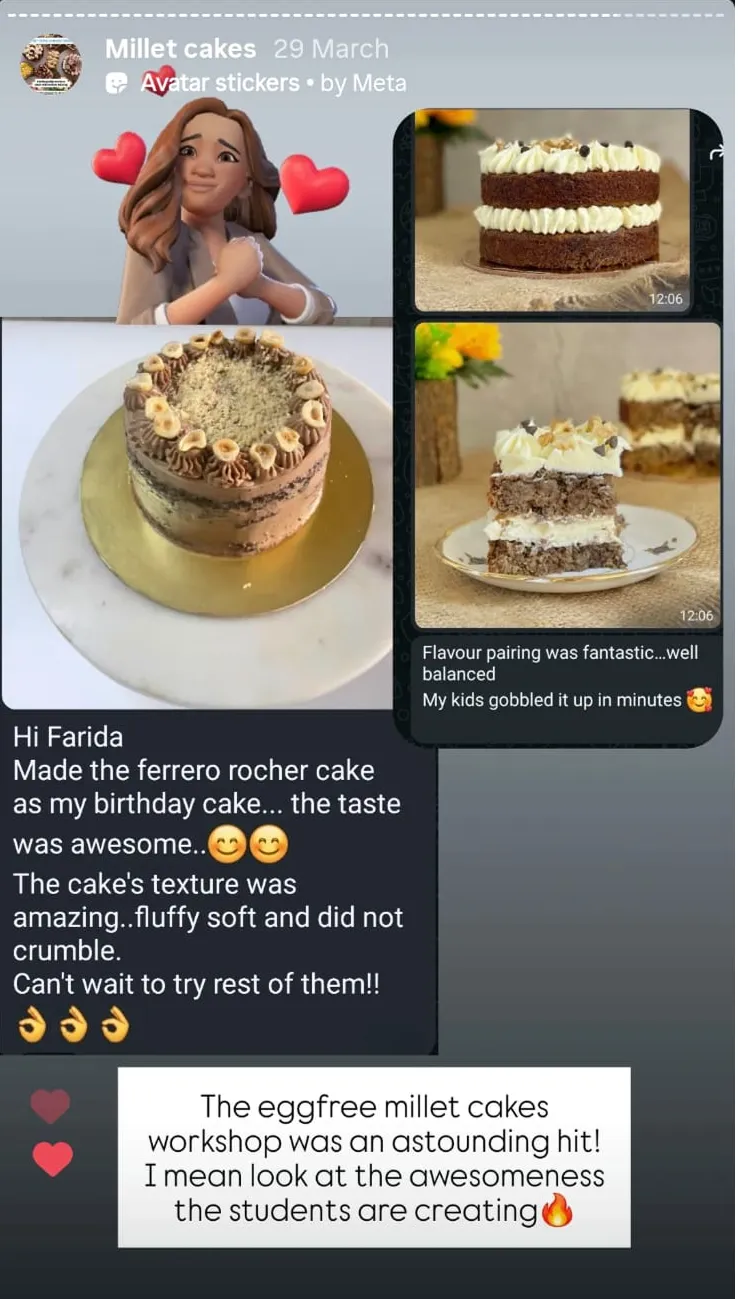 Millet cakes 29 March
Avatar stickers • by Meta
12:06
12:06
Flavour pairing was fantastic...well
balanced
My kids gobbled it up in minutes 🥰
Hi Farida
Made the ferrero rocher cake
as my birthday cake... the taste
was awesome..😊😊
The cake's texture was
amazing..fluffy soft and did not
crumble.
Can't wait to try rest of them!!
👌👌👌
The eggfree millet cakes
workshop was an astounding hit!
I mean look at the awesomeness
the students are creating🔥